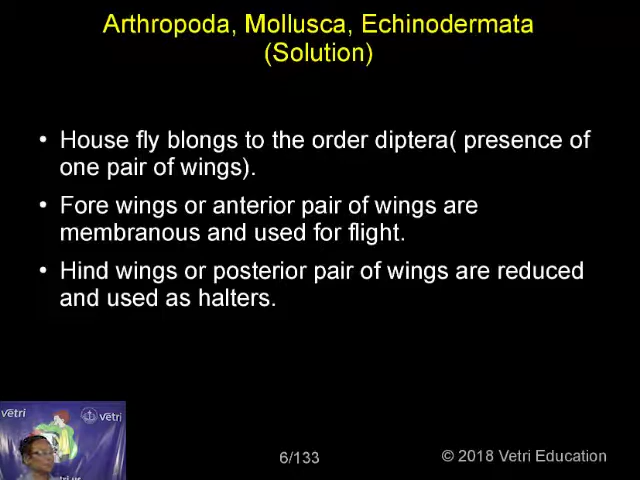 Arthropoda, Mollusca, Echinodermata
(Solution)
• House fly blongs to the order diptera( presence of
one pair of wings).
• Fore wings or anterior pair of wings are
membranous and used for flight.
• Hind wings or posterior pair of wings are reduced
and used as halters.
vetri
vetri
6/133
© 2018 Vetri Education